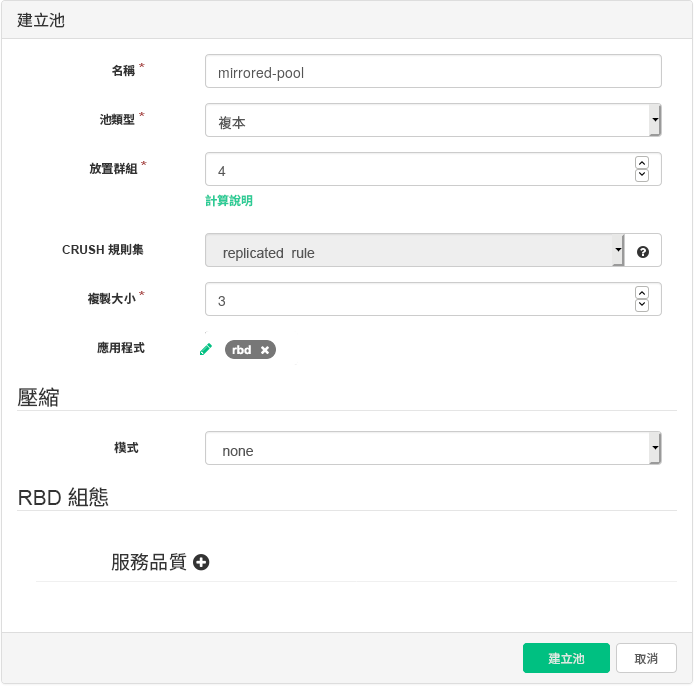 建立池
名稱 *
mirrored-pool
池類型 *
複本
放置群組 *
4
計算說明
CRUSH 規則集
replicated_rule
複製大小 *
3
應用程式
rbd ×
壓縮
模式
none
RBD 組態
服務品質
建立池
取消